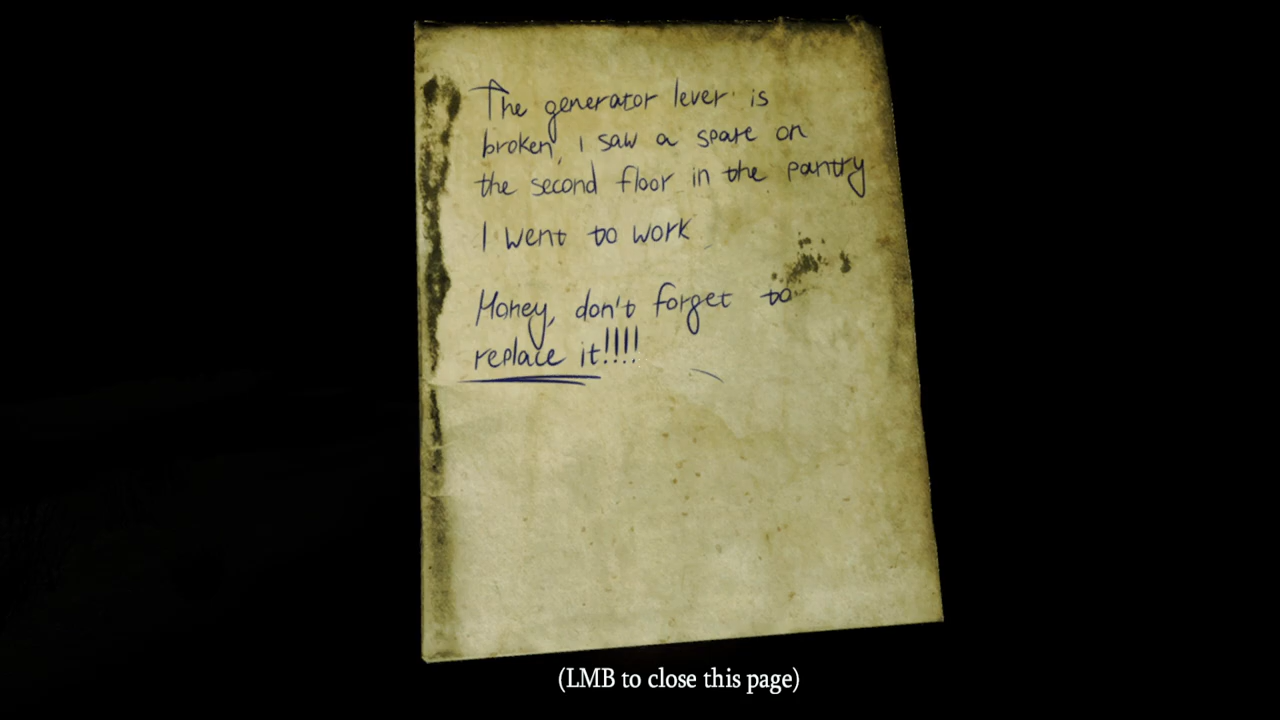 The generator lever is
broken, I saw a spare on
the second floor in the pantry
I went to work
Honey, don't forget to
replace it!!!!
(LMB to close this page)